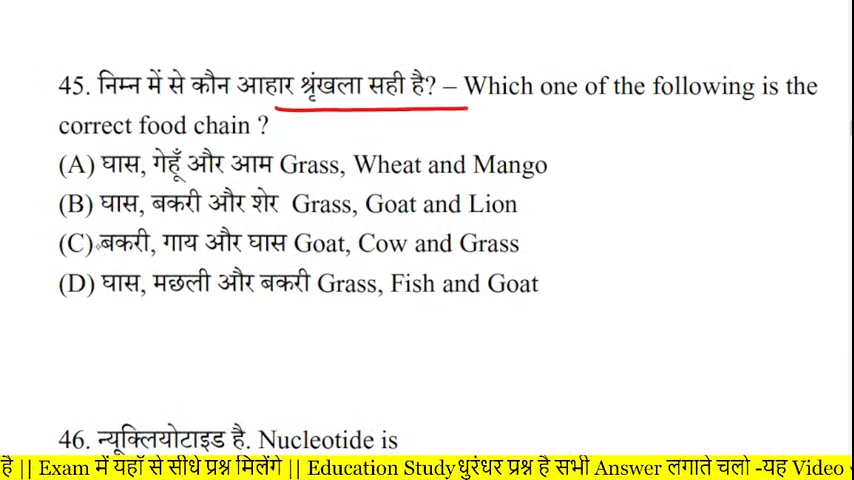 45. निम्न में से कौन आहार श्रृंखला सही है? – Which one of the following is the
correct food chain ?
(A) घास, गेहूँ और आम Grass, Wheat and Mango
(B) घास, बकरी और शेर Grass, Goat and Lion
(C) बकरी, गाय और घास Goat, Cow and Grass
(D) घास, मछली और बकरी Grass, Fish and Goat
46. न्यूक्लियोटाइड है. Nucleotide is
है || Exam में यहाँ से सीधे प्रश्न मिलेंगे || Education Study धुरंधर प्रश्न है सभी Answer लगाते चलो -यह Video